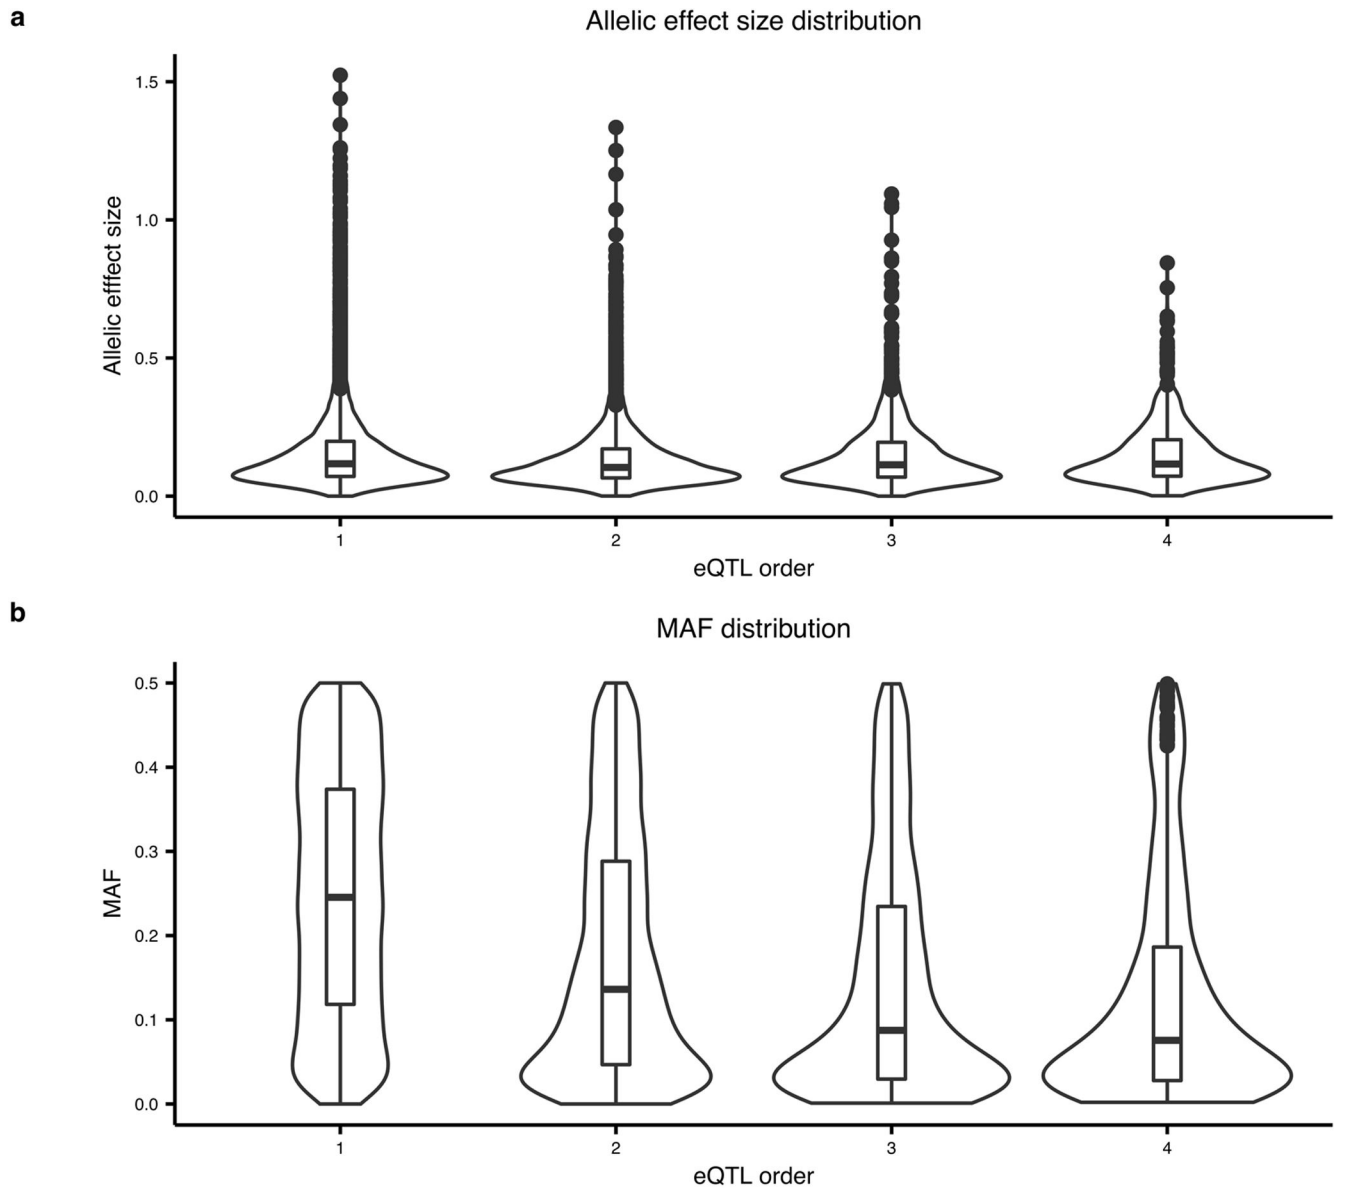 a
Allelic effect size distribution
1.5
1.0
0.5
0.0
Allelic efffect size
1 2 3 4
eQTL order
b
MAF distribution
0.5
0.4
0.3
0.2
0.1
0.0
MAF
1 2 3 4
eQTL order